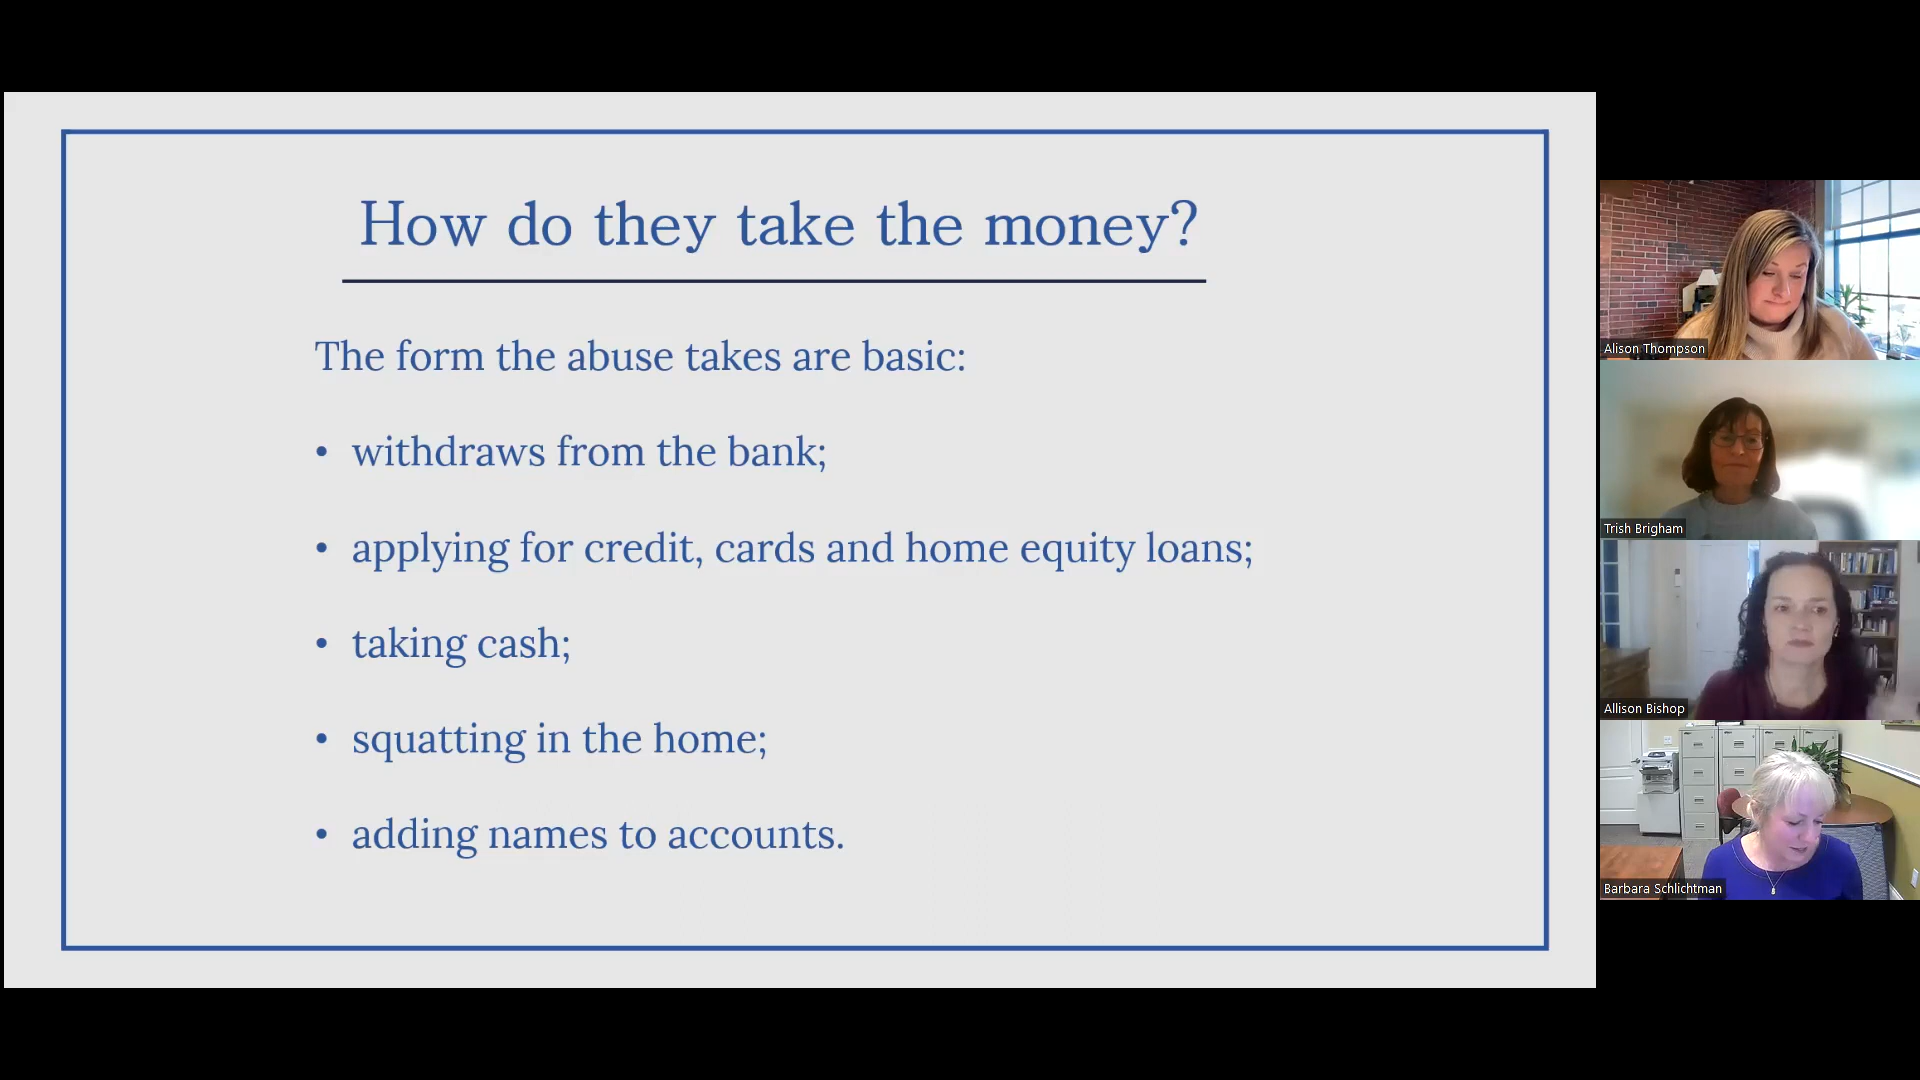 How do they take the money?
The form the abuse takes are basic:
• withdraws from the bank;
• applying for credit, cards and home equity loans;
• taking cash;
• squatting in the home;
• adding names to accounts.
Alison Thompson
Trish Brigham
Allison Bishop
Barbara Schlichtman